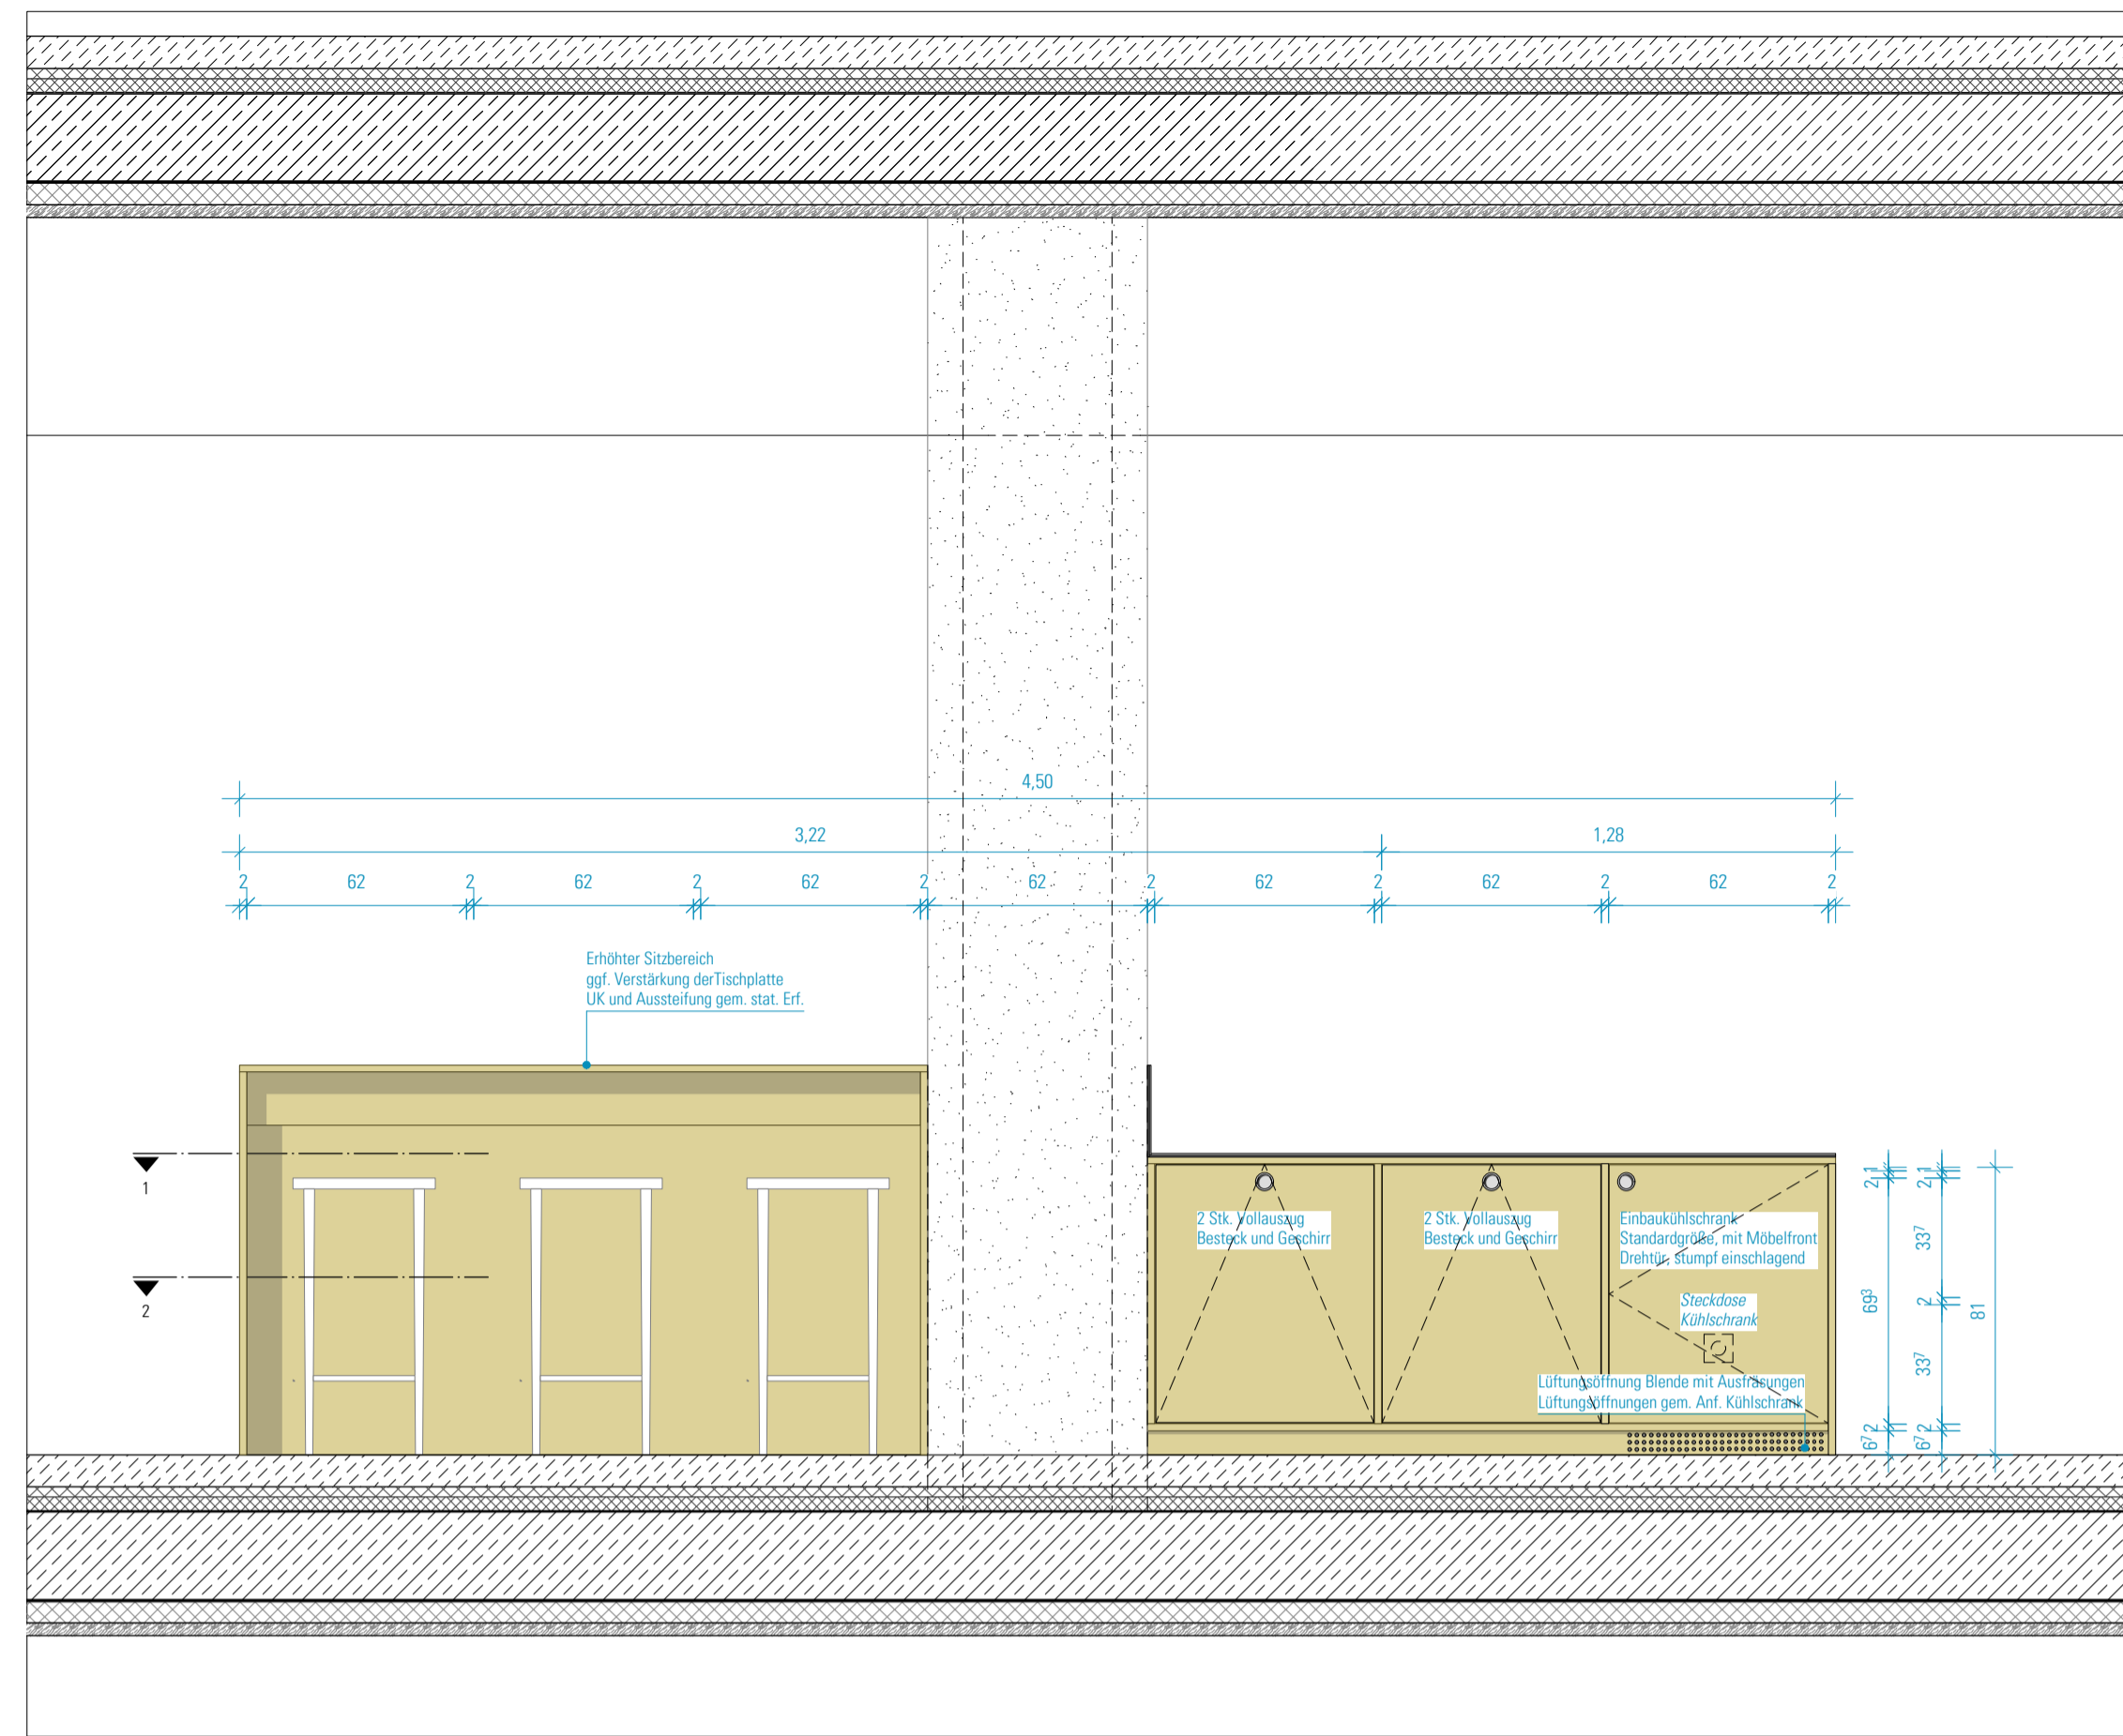 4,50
3,22
1,28
2 62 2 62 2 62 2 62 2 62 2 62 2 62 2
Erhöhter Sitzbereich
ggf. Verstärkung derTischplatte
UK und Aussteifung gem. stat. Erf.
1
2
2 Stk. Vollauszug
Besteck und Geschirr
2 Stk. Vollauszug
Besteck und Geschirr
Einbaukühlschrank
Standardgröße, mit Möbelfront
Drehtür, stumpf einschlagend
Steckdose
Kühlschrank
Lüftungsöffnung Blende mit Ausfräsungen
Lüftungsöffnungen gem. Anf. Kühlschrank
6⁷ 2 69³ 2 1
6⁷ 2 33⁷ 2 33⁷ 2 1
81